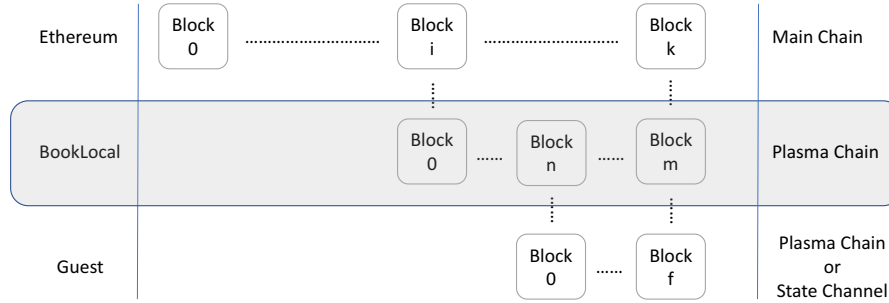 Ethereum
Block
0
........................................
Block
i
........................................
Block
k
Main Chain
BookLocal
Block
0
......
Block
n
......
Block
m
Plasma Chain
Guest
Block
0
......
Block
f
Plasma Chain
or
State Channel